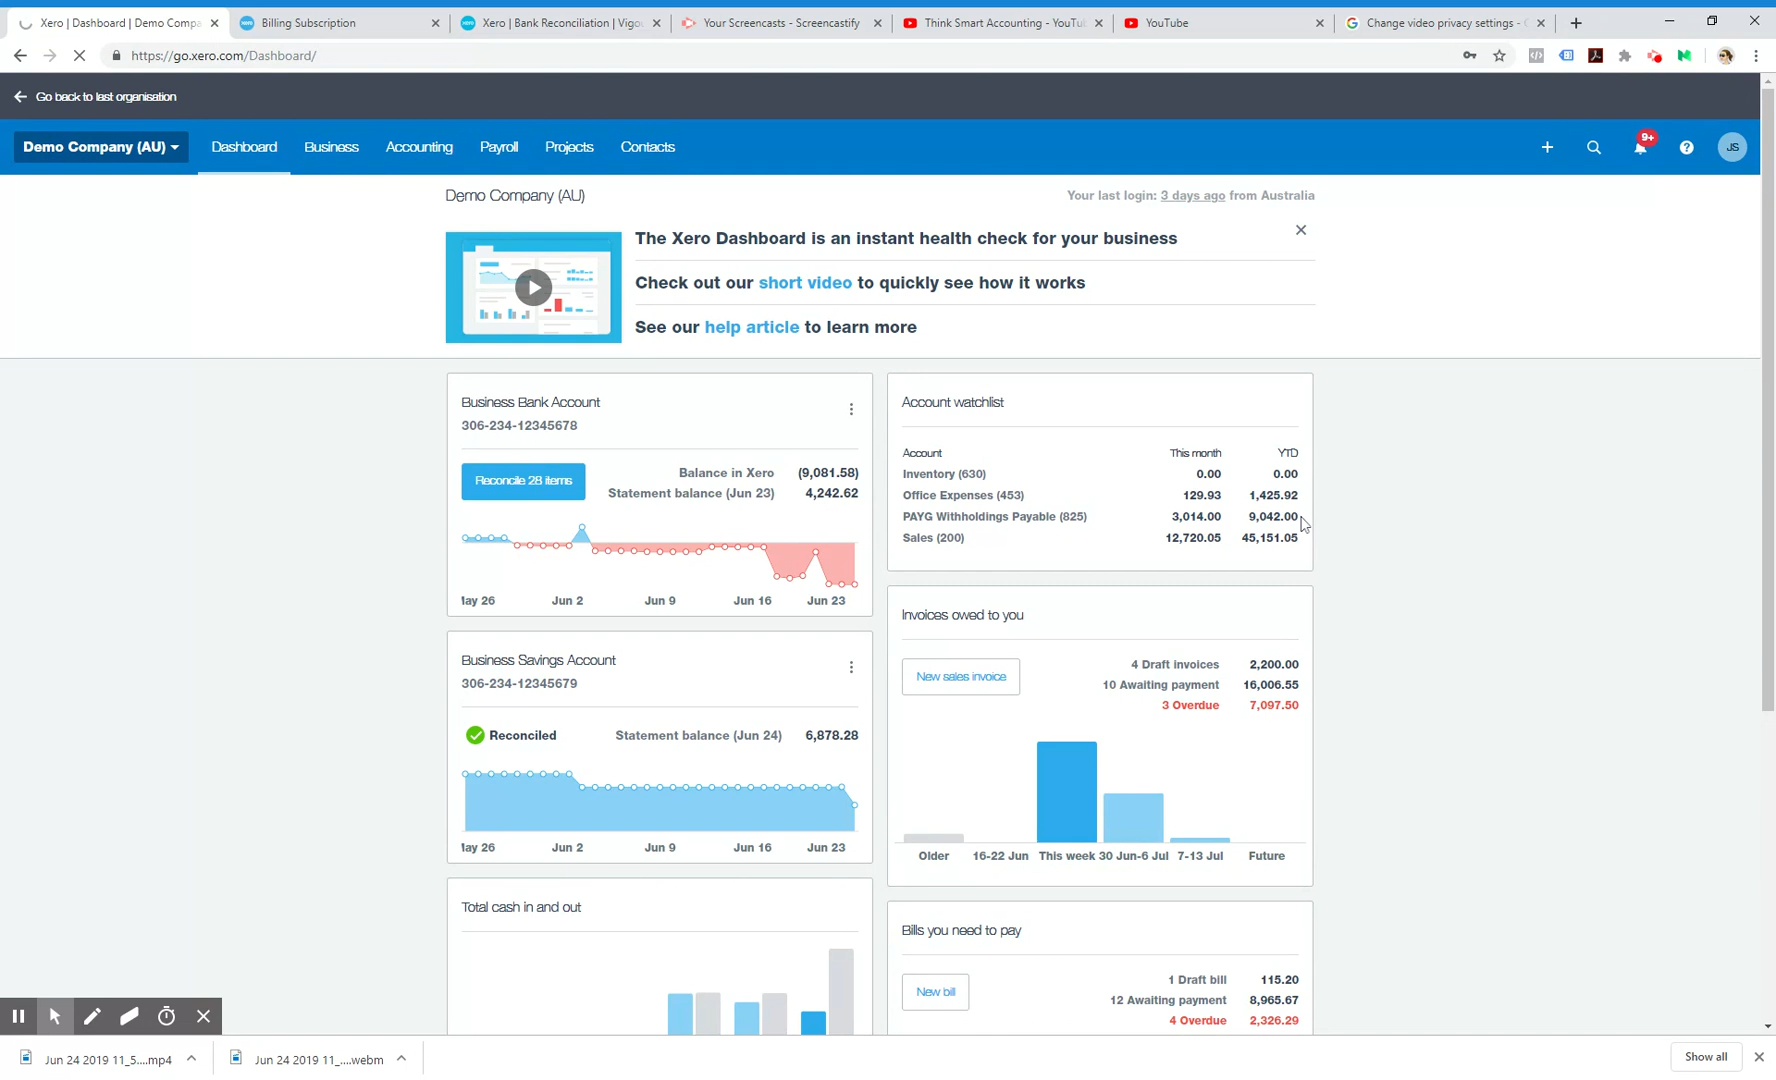 Xero | Dashboard | Demo Compa
Billing Subscription
Xero | Bank Reconciliation | Vigou
Your Screencasts - Screencastify
Think Smart Accounting - YouTu
YouTube
Change video privacy settings -
https://go.xero.com/Dashboard/
Go back to last organisation
Demo Company (AU)
Dashboard
Business
Accounting
Payroll
Projects
Contacts
9+
JS
Demo Company (AU)
Your last login: 3 days ago from Australia
The Xero Dashboard is an instant health check for your business
Check out our short video to quickly see how it works
See our help article to learn more
Business Bank Account
306-234-12345678
Reconcile 28 items
Balance in Xero (9,081.58)
Statement balance (Jun 23) 4,242.62
May 26 Jun 2 Jun 9 Jun 16 Jun 23
Account watchlist
Account This month YTD
Inventory (630) 0.00 0.00
Office Expenses (453) 129.93 1,425.92
PAYG Withholdings Payable (825) 3,014.00 9,042.00
Sales (200) 12,720.05 45,151.05
Business Savings Account
306-234-12345679
Reconciled
Statement balance (Jun 24) 6,878.28
May 26 Jun 2 Jun 9 Jun 16 Jun 23
Invoices owed to you
New sales invoice
4 Draft invoices 2,200.00
10 Awaiting payment 16,006.55
3 Overdue 7,097.50
Older 16-22 Jun This week 30 Jun-6 Jul 7-13 Jul Future
Total cash in and out
Bills you need to pay
New bill
1 Draft bill 115.20
12 Awaiting payment 8,965.67
4 Overdue 2,326.29
Jun 24 2019 11_5....mp4
Jun 24 2019 11_....webm
Show all